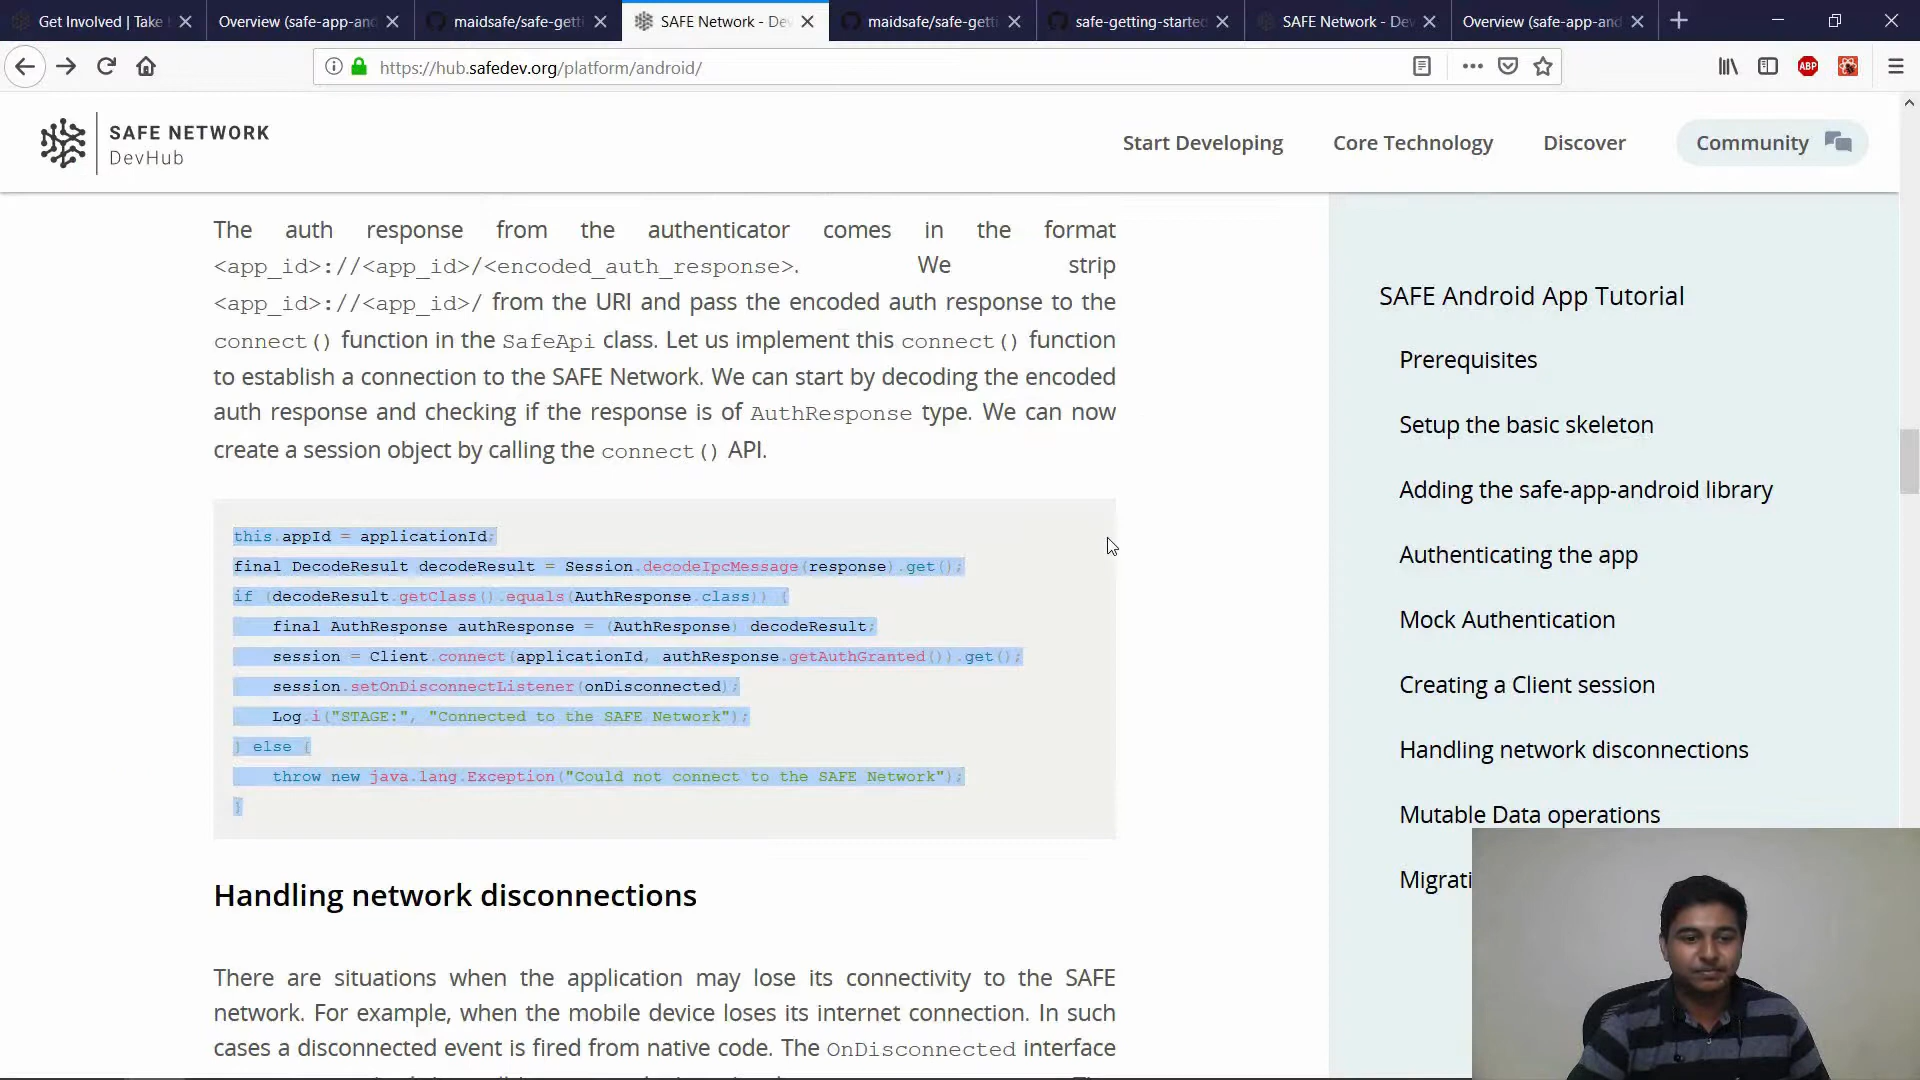 Get Involved | Take
Overview (safe-app-an
maidsafe/safe-gett
SAFE Network - De
maidsafe/safe-gett
safe-getting-starte
SAFE Network - De
Overview (safe-app-an
https://hub.safedev.org/platform/android/
ABP
SAFE NETWORK
DevHub
Start Developing
Core Technology
Discover
Community
The auth response from the authenticator comes in the format
<app_id>://<app_id>/<encoded_auth_response>. We strip
<app_id>://<app_id>/ from the URI and pass the encoded auth response to the
connect() function in the SafeApi class. Let us implement this connect() function
to establish a connection to the SAFE Network. We can start by decoding the encoded
auth response and checking if the response is of AuthResponse type. We can now
create a session object by calling the connect() API.
this.appId = applicationId;
final DecodeResult decodeResult = Session.decodeIpcMessage(response).get();
if (decodeResult.getClass().equals(AuthResponse.class)) {
final AuthResponse authResponse = (AuthResponse) decodeResult;
session = Client.connect(applicationId, authResponse.getAuthGranted()).get();
session.setOnDisconnectListener(onDisconnected);
Log.i("STAGE:", "Connected to the SAFE Network");
} else {
throw new java.lang.Exception("Could not connect to the SAFE Network");
}
Handling network disconnections
There are situations when the application may lose its connectivity to the SAFE
network. For example, when the mobile device loses its internet connection. In such
cases a disconnected event is fired from native code. The OnDisconnected interface
SAFE Android App Tutorial
Prerequisites
Setup the basic skeleton
Adding the safe-app-android library
Authenticating the app
Mock Authentication
Creating a Client session
Handling network disconnections
Mutable Data operations
Migrati